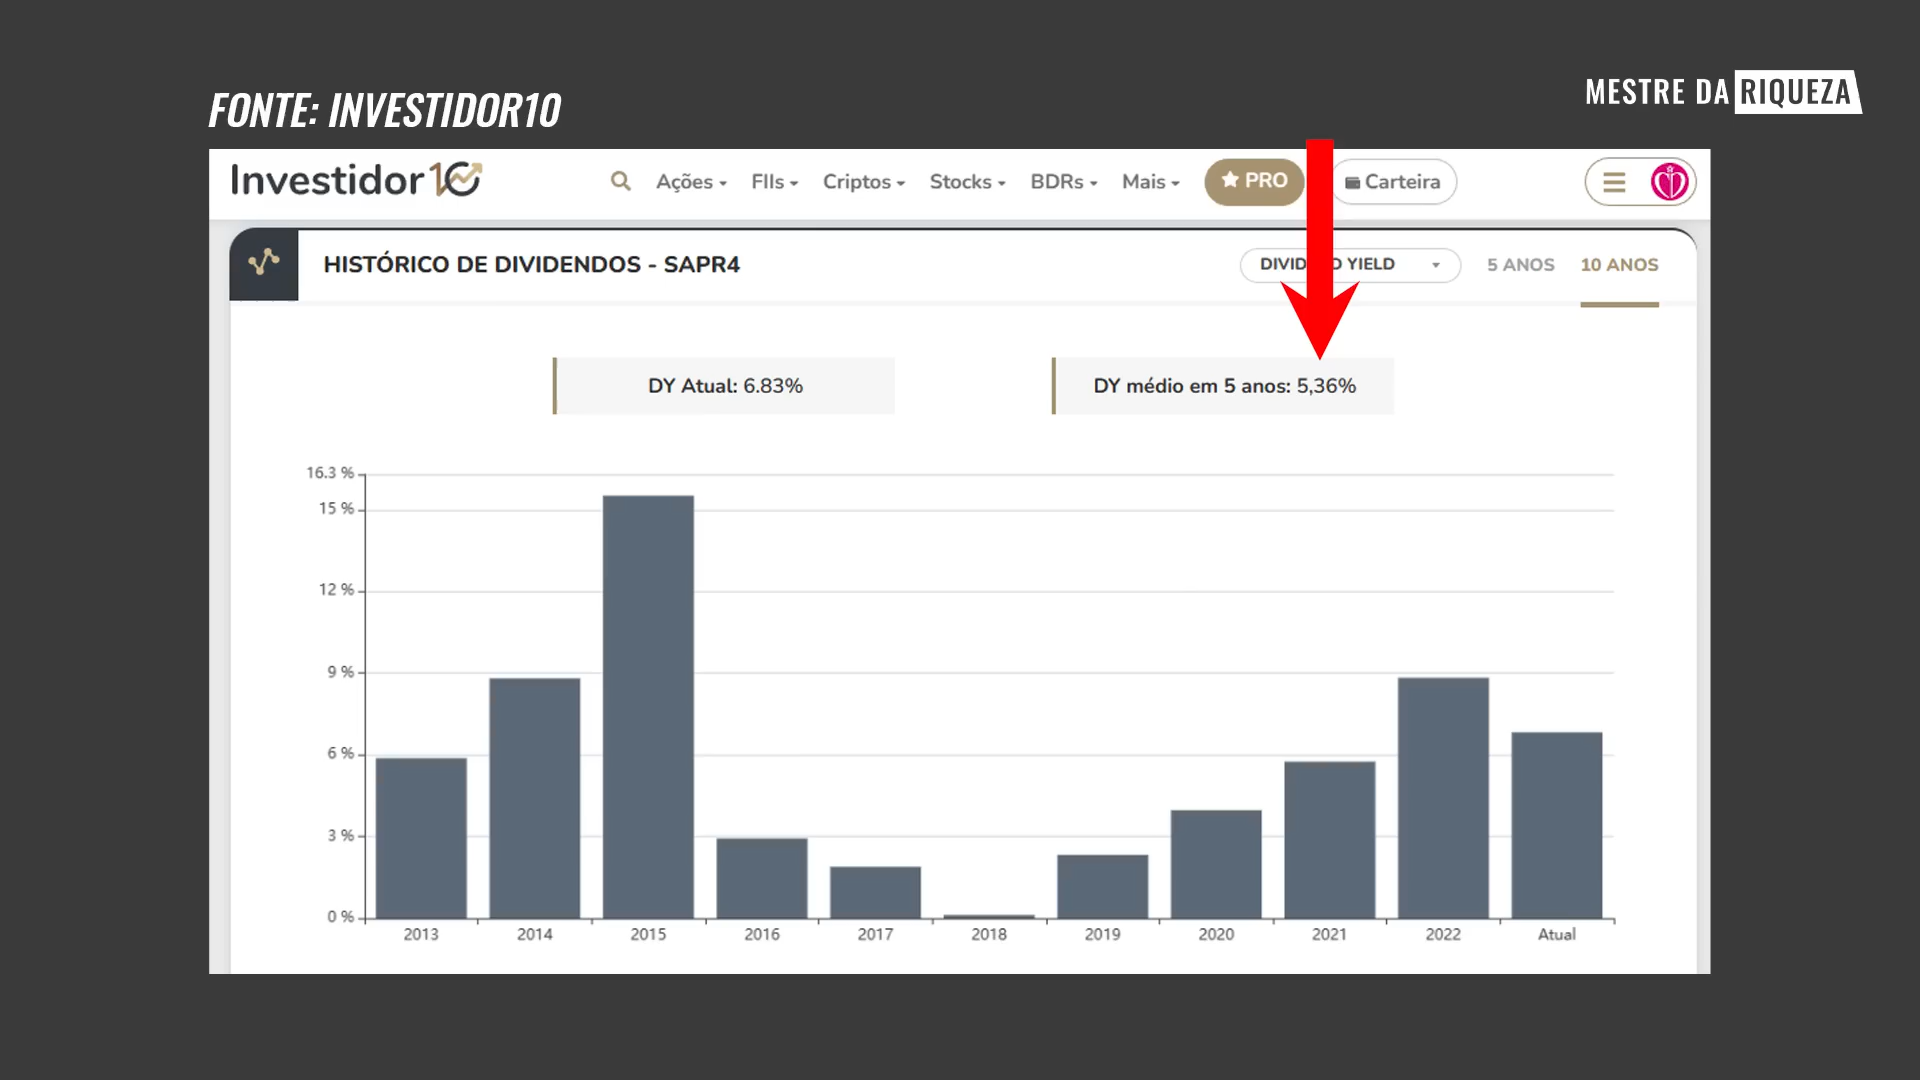 FONTE: INVESTIDOR10
MESTRE DA RIQUEZA
Investidor10
Ações
FIIs
Criptos
Stocks
BDRs
Mais
PRO
Carteira
HISTÓRICO DE DIVIDENDOS - SAPR4
YIELD
5 ANOS
10 ANOS
DY Atual: 6.83%
DY médio em 5 anos: 5,36%
16.3 %
15 %
12 %
9 %
6 %
3 %
0 %
2013
2014
2015
2016
2017
2018
2019
2020
2021
2022
Atual